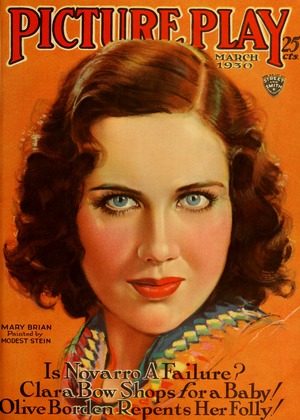 PICTURE PLAY
25
cts.
MARCH
1930
STREET
AND
SMITH
MARY BRIAN
Painted by
MODEST STEIN
Is Novarro A Failure?
Clara Bow Shops for a Baby!
Olive Borden Repents Her Folly!